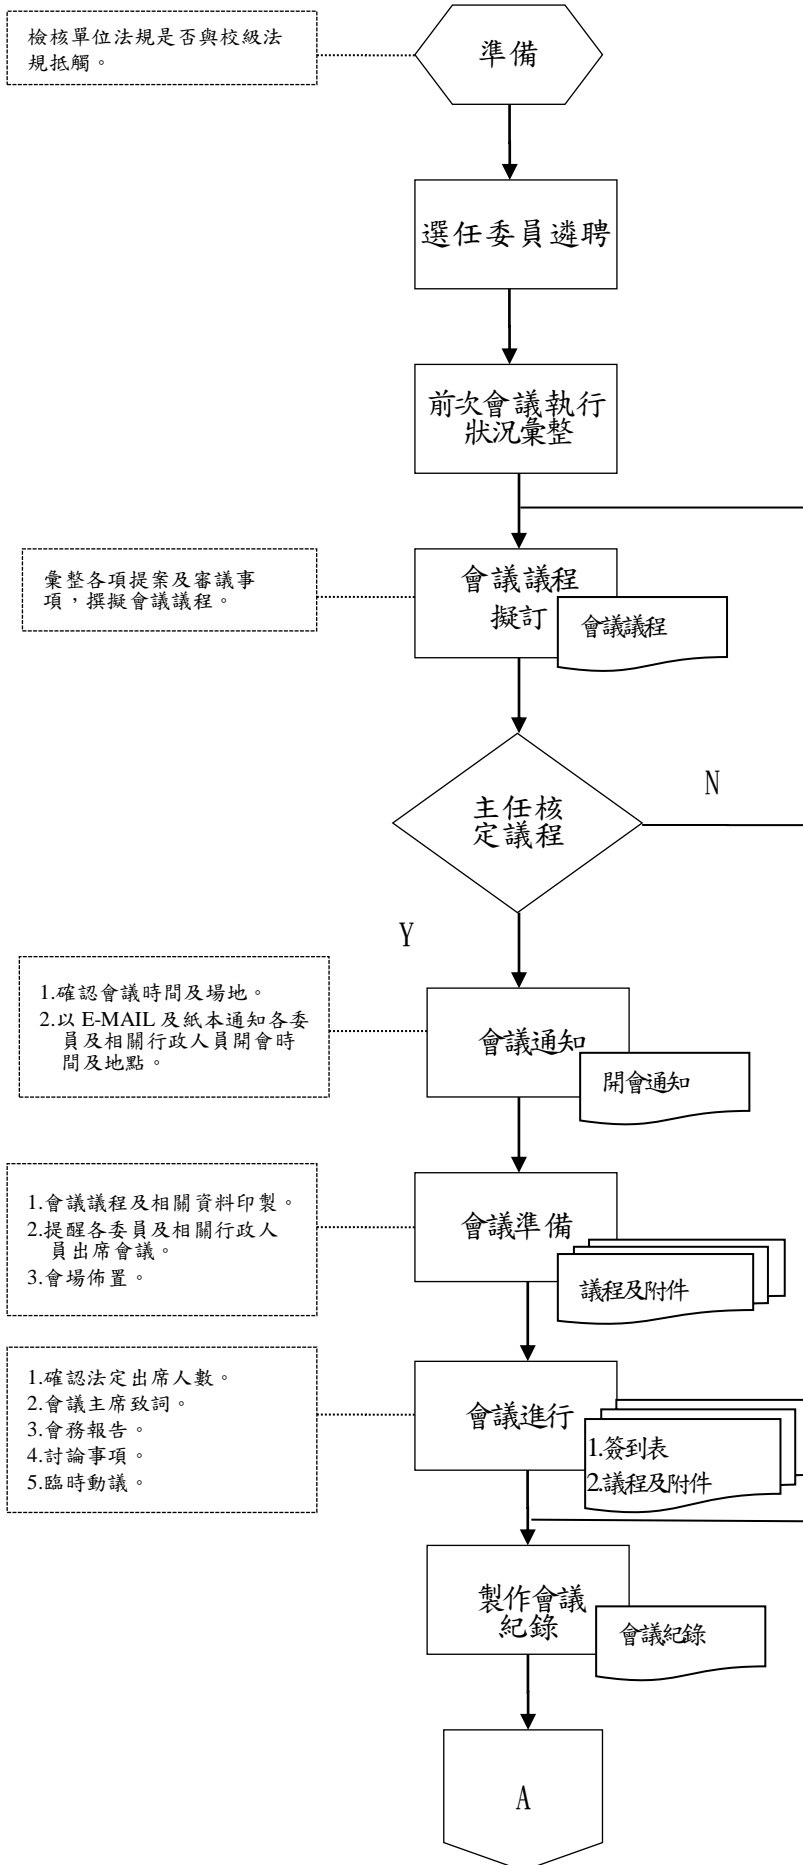 檢核單位法規是否與校級法
規抵觸。
準備
選任委員遴聘
前次會議執行
狀況彙整
彙整各項提案及審議事
項，撰擬會議議程。
會議議程
擬訂
會議議程
主任核
定議程
N
Y
1.確認會議時間及場地。
2.以 E-MAIL 及紙本通知各委
員及相關行政人員開會時
間及地點。
會議通知
開會通知
1.會議議程及相關資料印製。
2.提醒各委員及相關行政人
員出席會議。
3.會場佈置。
會議準備
議程及附件
1.確認法定出席人數。
2.會議主席致詞。
3.會務報告。
4.討論事項。
5.臨時動議。
會議進行
1.簽到表
2.議程及附件
製作會議
紀錄
會議紀錄
A